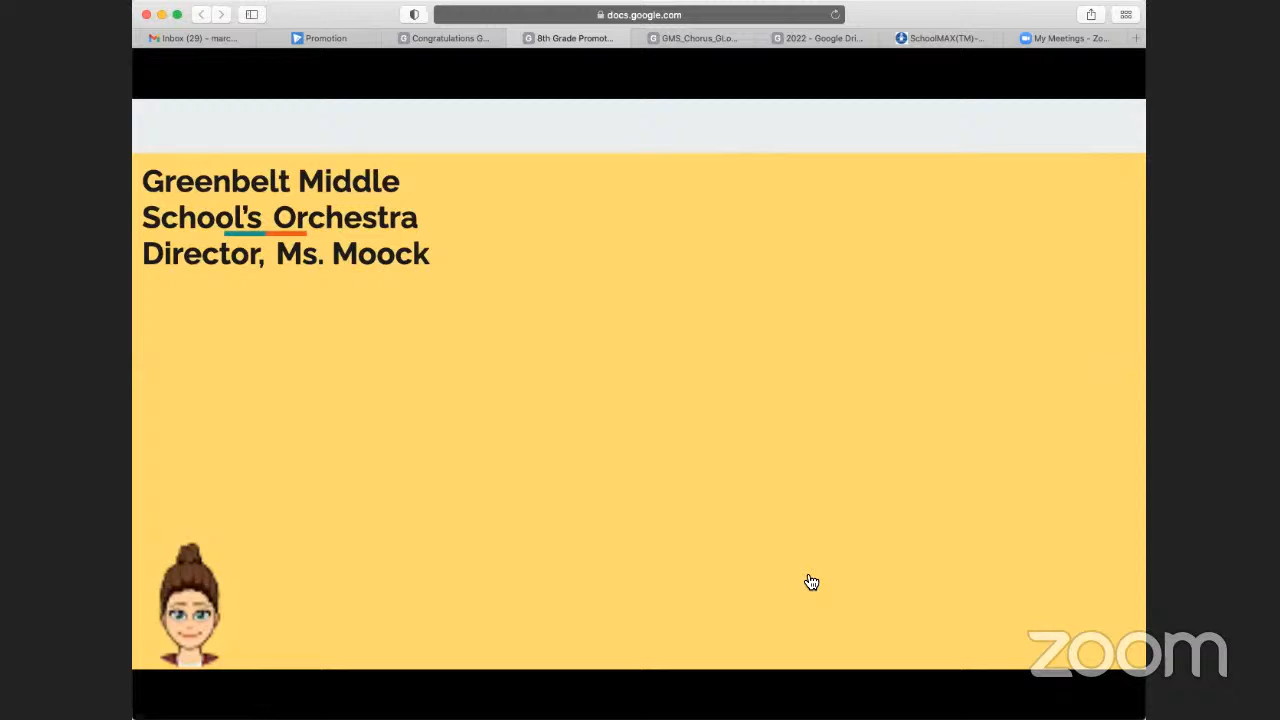 docs.google.com
Inbox (29) – marc...
Promotion
Congratulations G...
8th Grade Promot...
GMS_Chorus_GLo...
2022 - Google Dri...
SchoolMAX(TM)-...
My Meetings - Zo...
Greenbelt Middle
School's Orchestra
Director, Ms. Moock
zoom